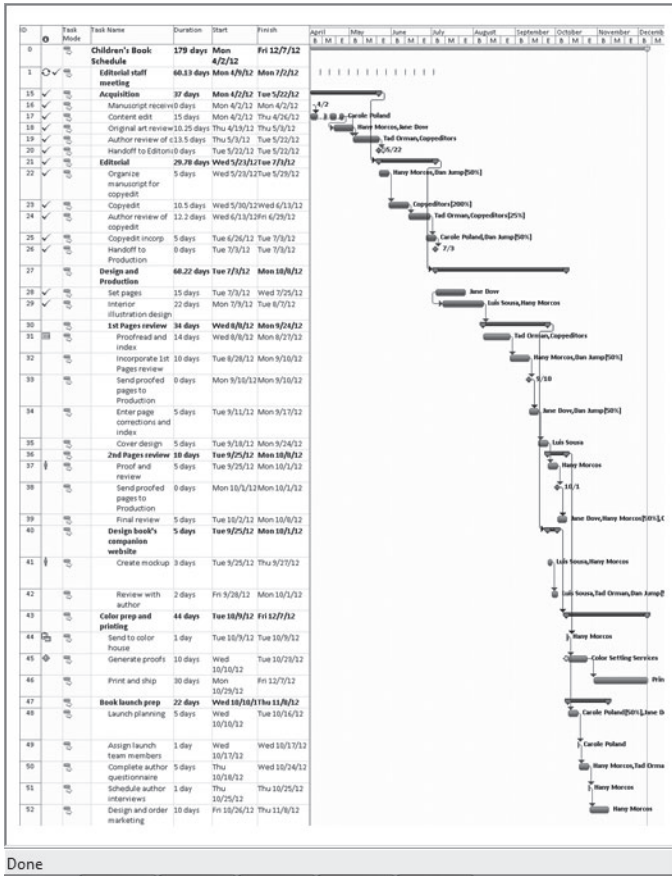 ID Task Mode Task Name Duration Start Finish April May June July August September October November Decemb
B M E B M E B M E B M E B M E B M E B M E B M E B
0 Children's Book Schedule 179 days Mon 4/2/12 Fri 12/7/12
1 Editorial staff meeting 60.13 days Mon 4/9/12 Mon 7/2/12
15 Acquisition 37 days Mon 4/2/12 Tue 5/22/12
16 Manuscript receive 0 days Mon 4/2/12 Mon 4/2/12 4/2
17 Content edit 15 days Mon 4/2/12 Thu 4/26/12 Carole Poland
18 Original art review 10.25 days Thu 4/19/12 Thu 5/3/12 Hany Morcos,Jane Dow
19 Author review of c 13.5 days Thu 5/3/12 Tue 5/22/12 Tad Orman,Copyeditors
20 Handoff to Editori 0 days Tue 5/22/12 Tue 5/22/12 5/22
21 Editorial 29.78 days Wed 5/23/12 Tue 7/3/12
22 Organize manuscript for copyedit 5 days Wed 5/23/12 Tue 5/29/12 Hany Morcos,Dan Jump[50%]
23 Copyedit 10.5 days Wed 5/30/12 Wed 6/13/12 Copyeditors[200%]
24 Author review of copyedit 12.2 days Wed 6/13/12 Fri 6/29/12 Tad Orman,Copyeditors[25%]
25 Copyedit incorp 5 days Tue 6/26/12 Tue 7/3/12 Carole Poland,Dan Jump[50%]
26 Handoff to Production 0 days Tue 7/3/12 Tue 7/3/12 7/3
27 Design and Production 68.22 days Tue 7/3/12 Mon 10/8/12
28 Set pages 15 days Tue 7/3/12 Wed 7/25/12 Jane Dow
29 Interior illustration design 22 days Mon 7/9/12 Tue 8/7/12 Luis Sousa,Hany Morcos
30 1st Pages review 34 days Wed 8/8/12 Mon 9/24/12
31 Proofread and index 14 days Wed 8/8/12 Mon 8/27/12 Tad Orman,Copyeditors
32 Incorporate 1st Pages review 10 days Tue 8/28/12 Mon 9/10/12 Hany Morcos,Dan Jump[50%]
33 Send proofed pages to Production 0 days Mon 9/10/12 Mon 9/10/12 9/10
34 Enter page corrections and index 5 days Tue 9/11/12 Mon 9/17/12 Jane Dow,Dan Jump[50%]
35 Cover design 5 days Tue 9/18/12 Mon 9/24/12 Luis Sousa
36 2nd Pages review 10 days Tue 9/25/12 Mon 10/8/12
37 Proof and review 5 days Tue 9/25/12 Mon 10/1/12 Hany Morcos
38 Send proofed pages to Production 0 days Mon 10/1/12 Mon 10/1/12 10/1
39 Final review 5 days Tue 10/2/12 Mon 10/8/12 Jane Dow,Hany Morcos[50%],C
40 Design book's companion website 5 days Tue 9/25/12 Mon 10/1/12
41 Create mockup 3 days Tue 9/25/12 Thu 9/27/12 Luis Sousa,Hany Morcos
42 Review with author 2 days Fri 9/28/12 Mon 10/1/12 Luis Sousa,Tad Orman,Dan Jump[5
43 Color prep and printing 44 days Tue 10/9/12 Fri 12/7/12
44 Send to color house 1 day Tue 10/9/12 Tue 10/9/12 Hany Morcos
45 Generate proofs 10 days Wed 10/10/12 Tue 10/23/12 Color Setting Services
46 Print and ship 30 days Mon 10/29/12 Fri 12/7/12 Prin
47 Book launch prep 22 days Wed 10/10/1 Thu 11/8/12
48 Launch planning 5 days Wed 10/10/12 Tue 10/16/12 Carole Poland[50%],Jane D
49 Assign launch team members 1 day Wed 10/17/12 Wed 10/17/12 Carole Poland
50 Complete author questionnaire 5 days Thu 10/18/12 Wed 10/24/12 Hany Morcos,Tad Orma
51 Schedule author interviews 1 day Thu 10/25/12 Thu 10/25/12 Hany Morcos
52 Design and order marketing 10 days Fri 10/26/12 Thu 11/8/12 Hany Morcos
Done